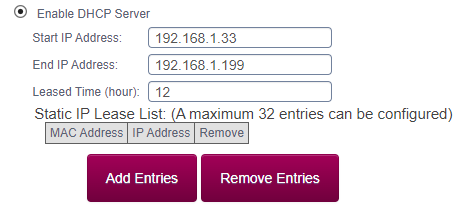 Enable DHCP Server
Start IP Address: 192.168.1.33
End IP Address: 192.168.1.199
Leased Time (hour): 12
Static IP Lease List: (A maximum 32 entries can be configured)
MAC Address IP Address Remove
Add Entries Remove Entries